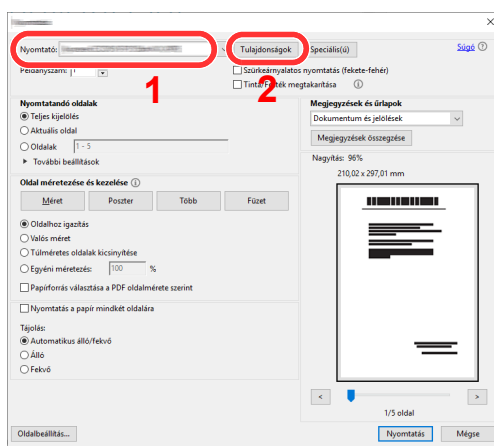 Nyomtató:
Tulajdonságok
Speciális(ú)
Súgó
Példányszám: 1
Szürkeárnyalatos nyomtatás (fekete-fehér)
Tinta/Festék megtakarítása
1
2
Nyomtatandó oldalak
Teljes kijelölés
Aktuális oldal
Oldalak 1 - 5
További beállítások
Oldal méretezése és kezelése
Méret Poszter Több Füzet
Oldalhoz igazítás
Valós méret
Túlméretes oldalak kicsinyítése
Egyéni méretezés: 100 %
Papírforrás választása a PDF oldalmérete szerint
Nyomtatás a papír mindkét oldalára
Tájolás:
Automatikus álló/fekvő
Álló
Fekvő
Megjegyzések és űrlapok
Dokumentum és jelölések
Megjegyzések összegzése
Nagyítás: 96%
210,02 x 297,01 mm
< >
1/5 oldal
Oldalbeállítás...
Nyomtatás Mégse